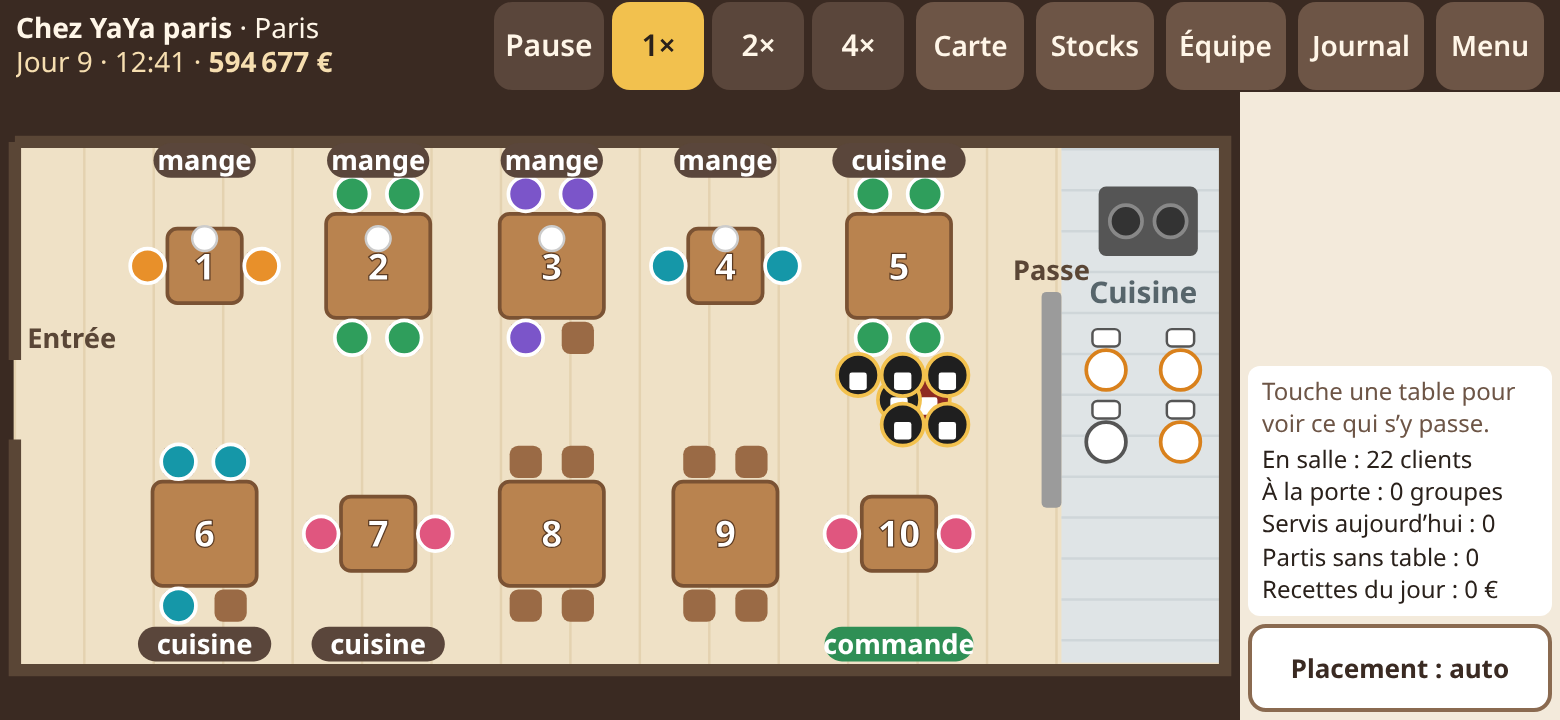 Chez YaYa paris · Paris
Jour 9 · 12:41 · 594 677 €
Pause
1×
2×
4×
Carte
Stocks
Équipe
Journal
Menu
mange
mange
mange
mange
cuisine
1
2
3
4
5
Passe
Cuisine
Entrée
6
7
8
9
10
cuisine
cuisine
commande
Touche une table pour
voir ce qui s’y passe.
En salle : 22 clients
À la porte : 0 groupes
Servis aujourd’hui : 0
Partis sans table : 0
Recettes du jour : 0 €
Placement : auto